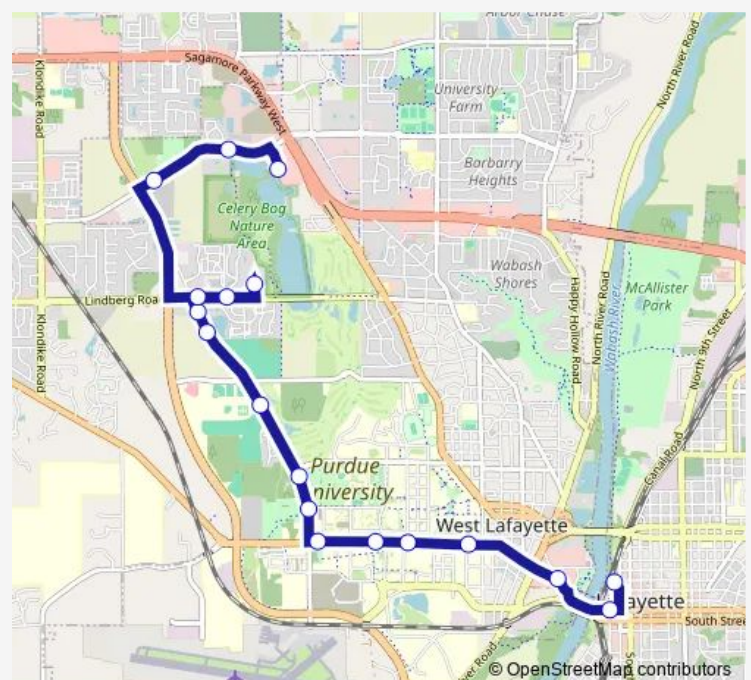 Arbor Chase
Sagamore Parkway West
Klondike Road
University
Farm
North River Road
Barbarry
Heights
Celery Bog
Nature
Area
Wabash
Shores
McAllister
Park
Lindberg Roa
Happy Hollow Road
North River Road
Wabash River
North 9th Street
Klondike Road
Canal Road
Purdue
niversity
West Lafayette
ayette
South Stree
River Road
© OpenStreetMap contributors